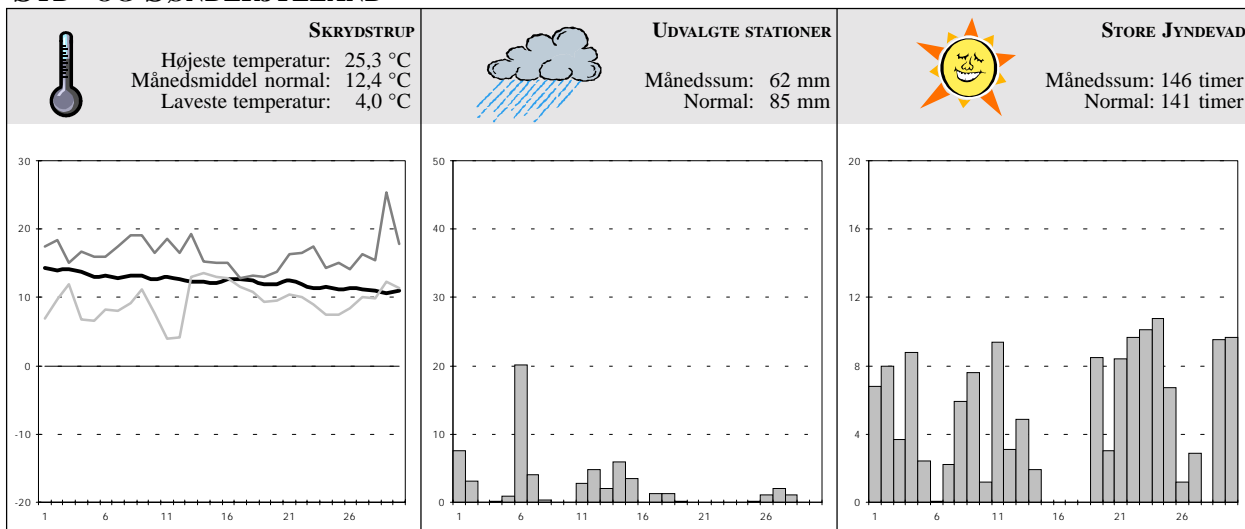 SKRYDSTRUP
Højeste temperatur: 25,3 °C
Månedsmiddel normal: 12,4 °C
Laveste temperatur: 4,0 °C
UDVALGTE STATIONER
Månedssum: 62 mm
Normal: 85 mm
STORE JYNDEVAD
Månedssum: 146 timer
Normal: 141 timer
30
20
10
0
-10
-20
1 6 11 16 21 26
50
40
30
20
10
0
1 6 11 16 21 26
20
16
12
8
4
0
1 6 11 16 21 26